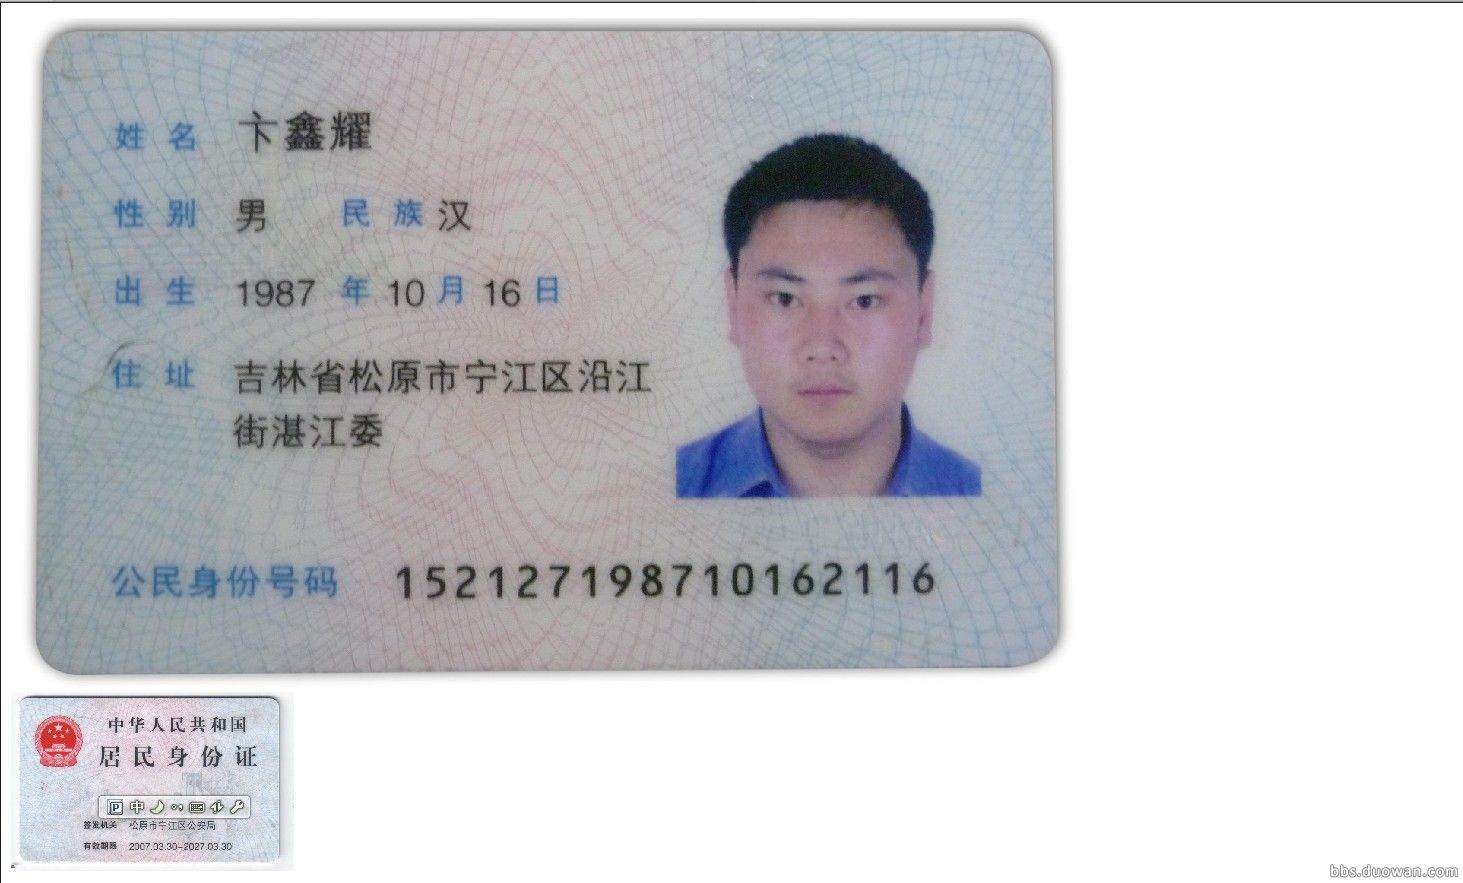 姓名 卞鑫耀
性别 男 民族 汉
出生 1987 年 10 月 16 日
住址 吉林省松原市宁江区沿江
街湛江委
公民身份号码 152127198710162116
中华人民共和国
居民身份证
P 中
签发机关 松原市宁江区公安局
有效期限 2007.03.30-2027.03.30
bbs.duowan.com